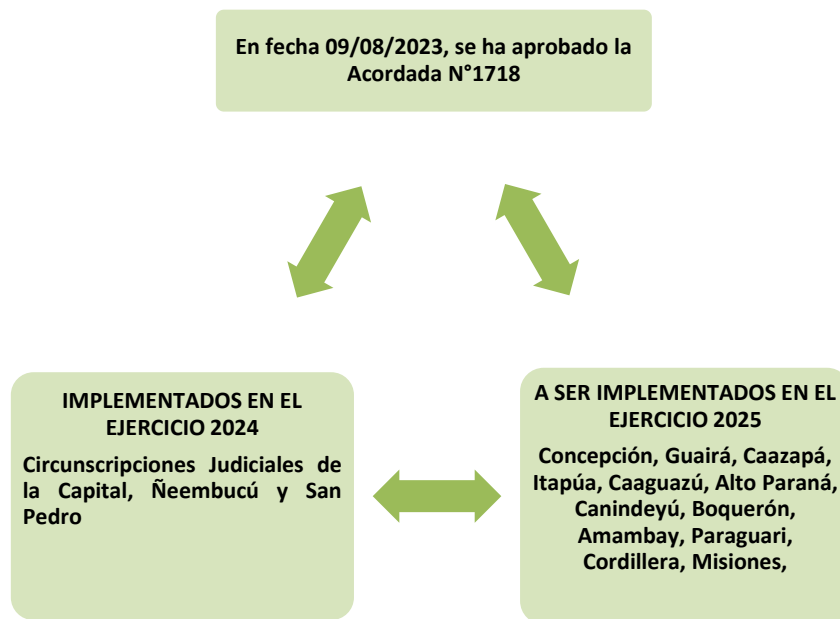 En fecha 09/08/2023, se ha aprobado la
Acordada N°1718
IMPLEMENTADOS EN EL
EJERCICIO 2024
Circunscripciones Judiciales de
la Capital, Ñeembucú y San
Pedro
A SER IMPLEMENTADOS EN EL
EJERCICIO 2025
Concepción, Guairá, Caazapá,
Itapúa, Caaguazú, Alto Paraná,
Canindeyú, Boquerón,
Amambay, Paraguari,
Cordillera, Misiones,